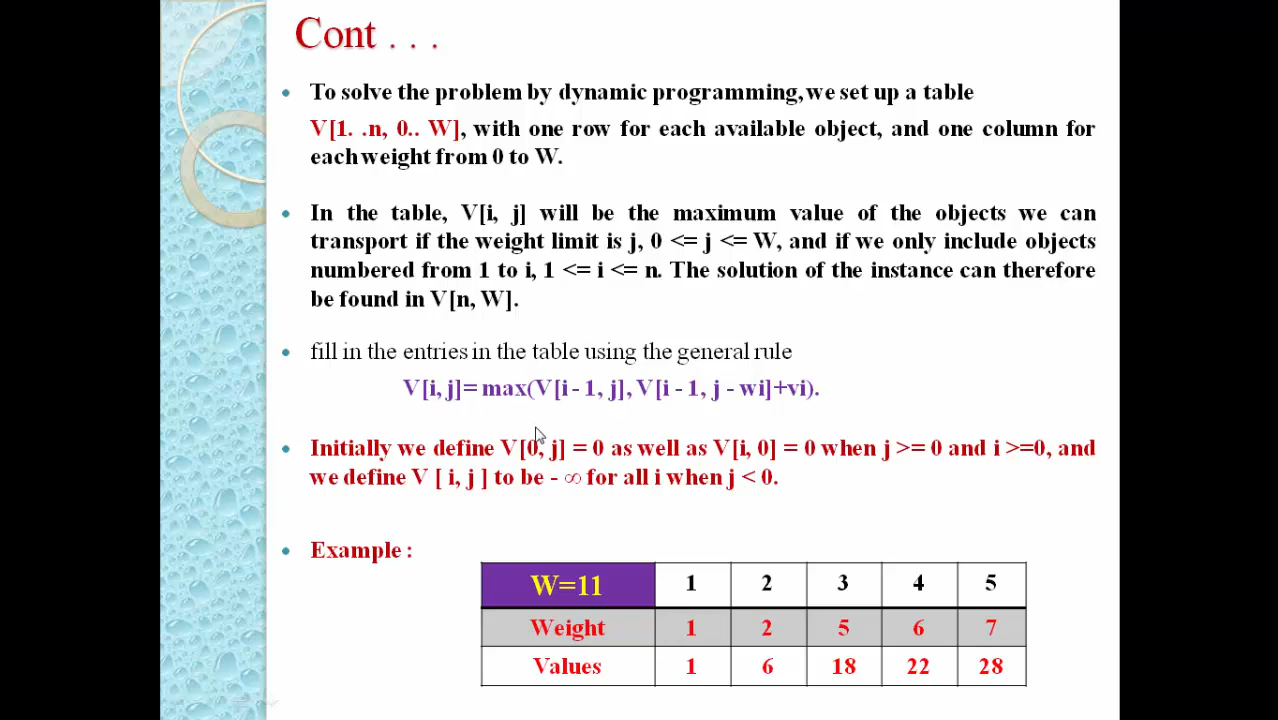 Cont . . .
To solve the problem by dynamic programming, we set up a table
V[1. .n, 0.. W], with one row for each available object, and one column for
each weight from 0 to W.
In the table, V[i, j] will be the maximum value of the objects we can
transport if the weight limit is j, 0 <= j <= W, and if we only include objects
numbered from 1 to i, 1 <= i <= n. The solution of the instance can therefore
be found in V[n, W].
fill in the entries in the table using the general rule
V[i, j]= max(V[i - 1, j], V[i - 1, j - wi]+vi).
Initially we define V[0, j] = 0 as well as V[i, 0] = 0 when j >= 0 and i >=0, and
we define V [ i, j ] to be - ∞ for all i when j < 0.
Example :
W=11 1 2 3 4 5
Weight 1 2 5 6 7
Values 1 6 18 22 28